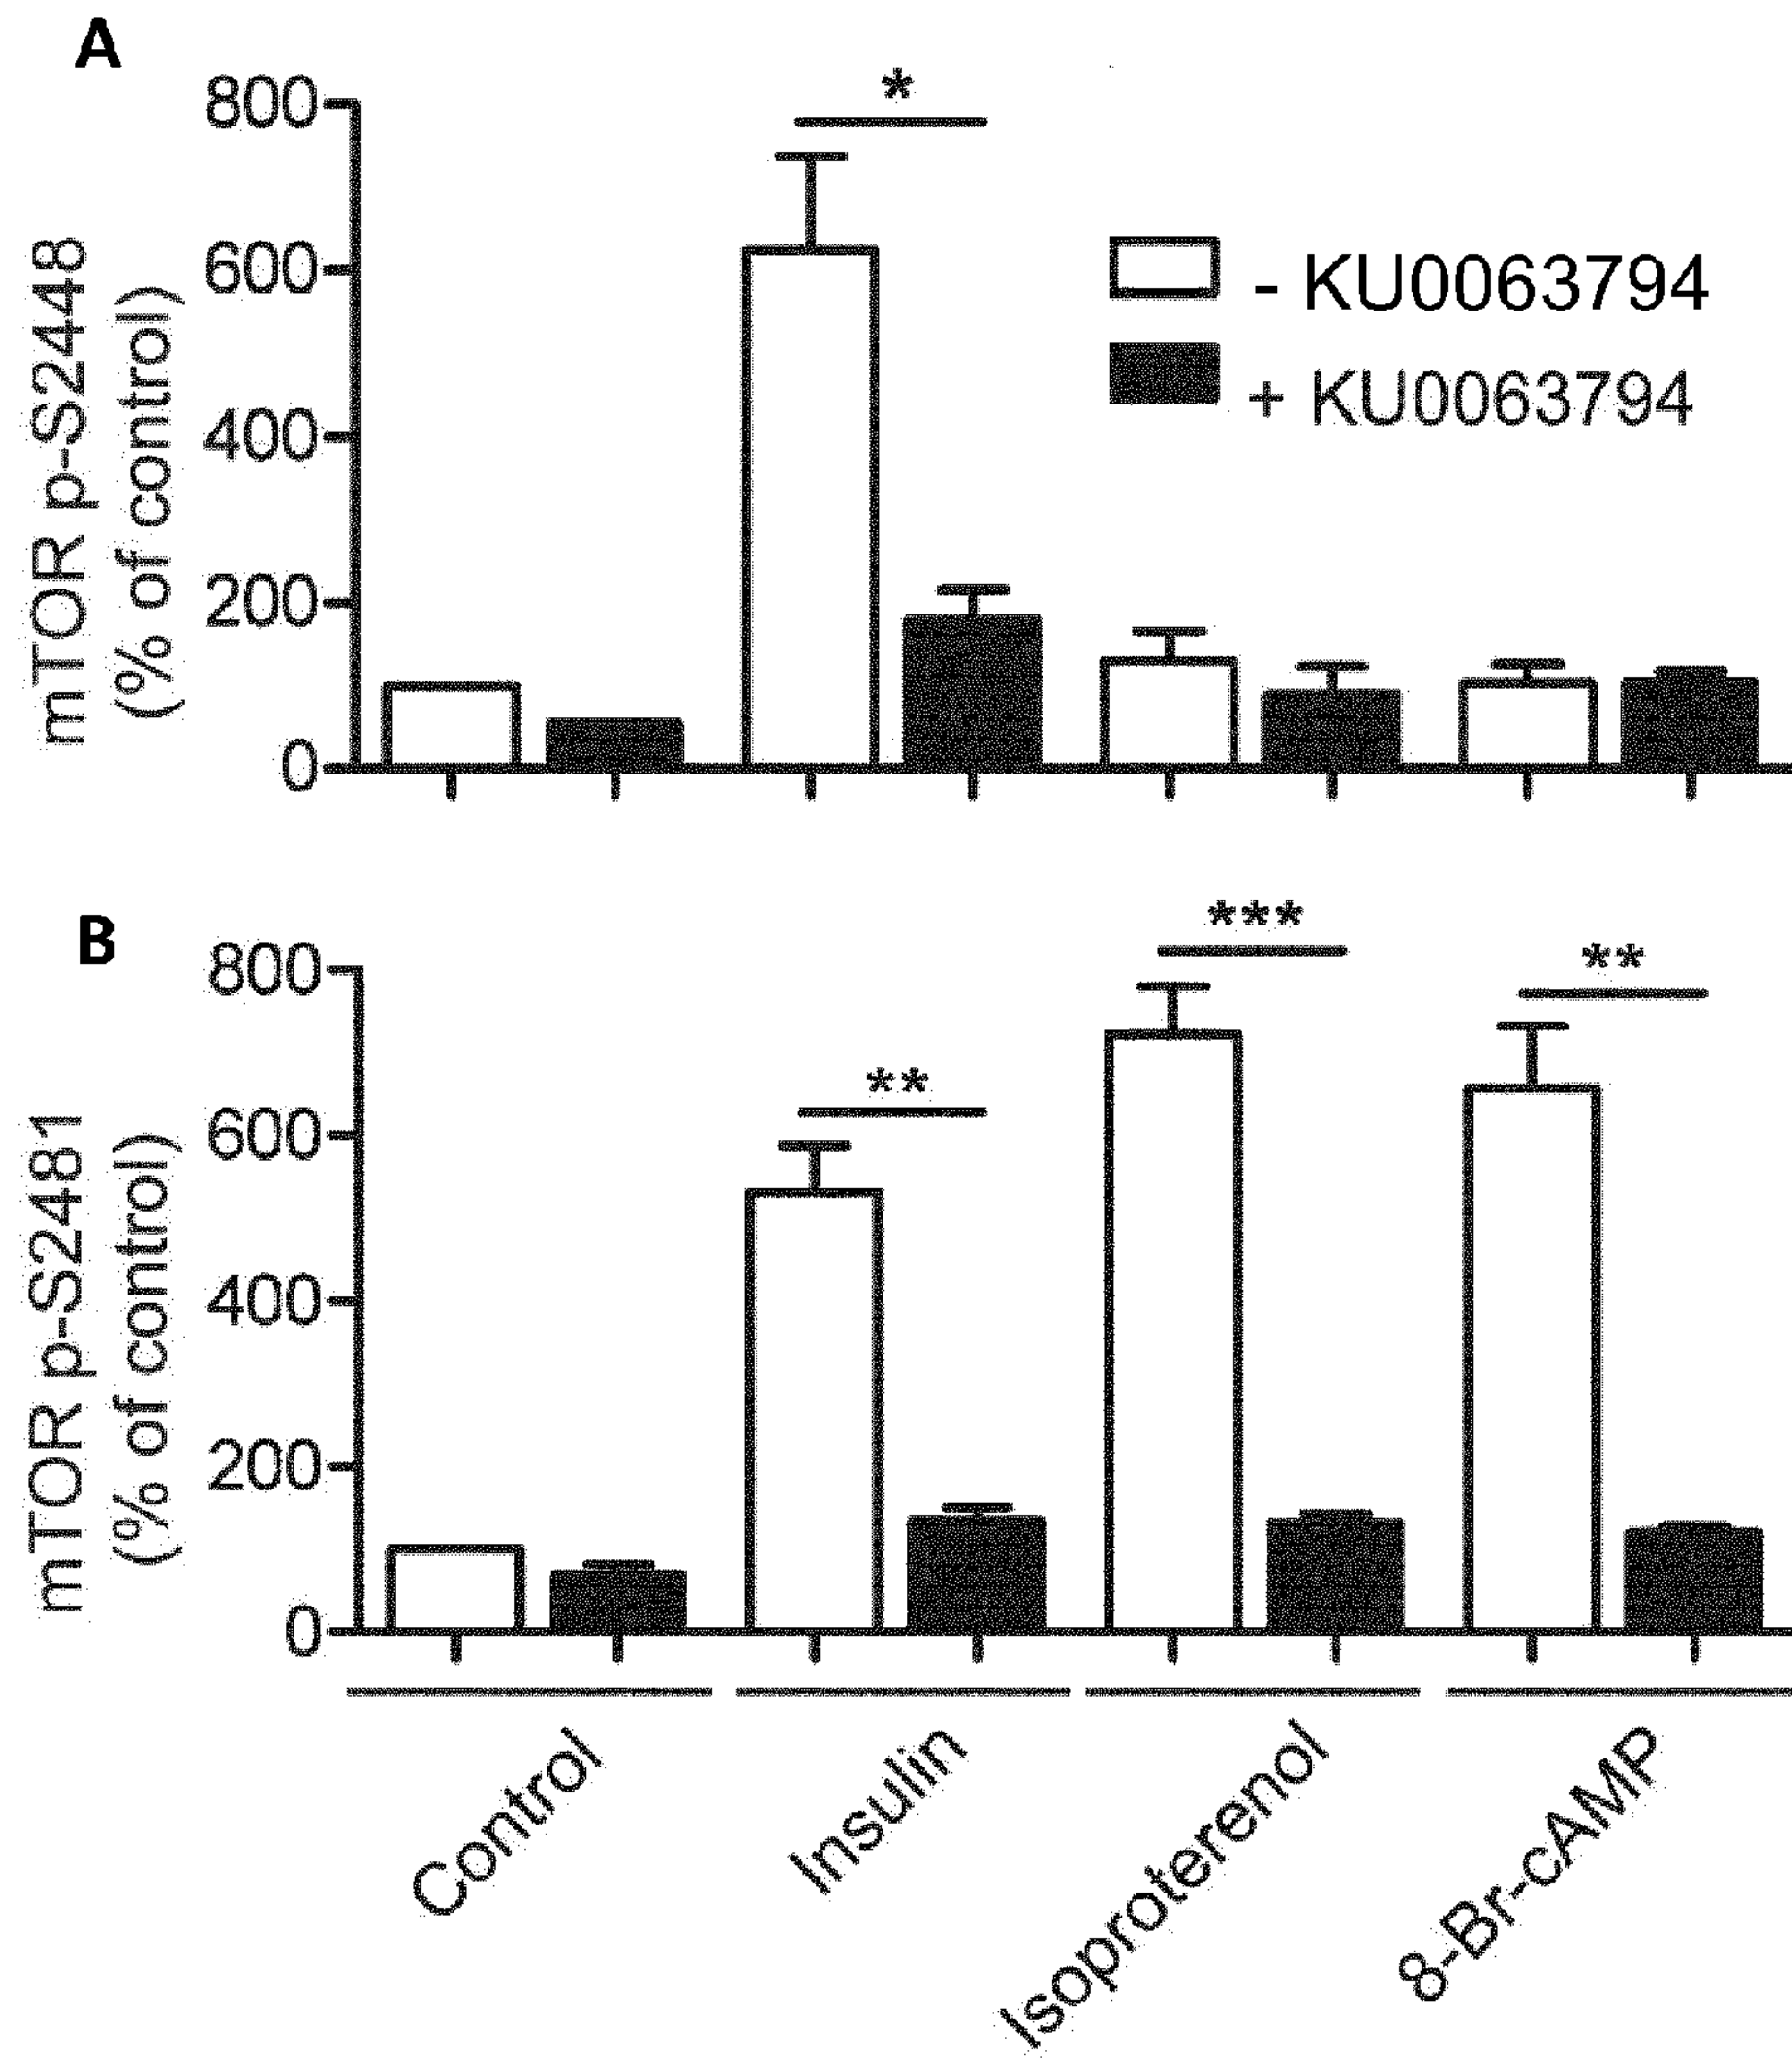 A
800
600
400
200
0
mTOR p-S2448
(% of control)
*
- KU0063794
+ KU0063794
B
800
600
400
200
0
mTOR p-S2481
(% of control)
**
***
**
Control
Insulin
Isoproterenol
8-Br-cAMP